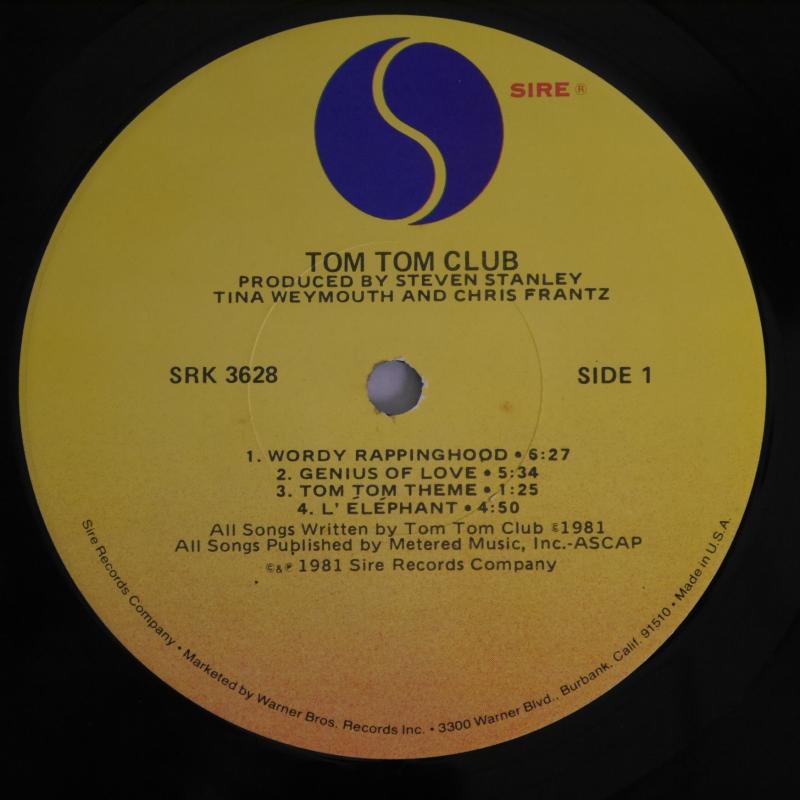 SIRE ®
TOM TOM CLUB
PRODUCED BY STEVEN STANLEY
TINA WEYMOUTH AND CHRIS FRANTZ
SRK 3628
SIDE 1
1. WORDY RAPPINGHOOD • 6:27
2. GENIUS OF LOVE • 5:34
3. TOM TOM THEME • 1:25
4. L' ÉLÉPHANT • 4:50
All Songs Written by Tom Tom Club ©1981
All Songs Published by Metered Music, Inc.-ASCAP
©&℗ 1981 Sire Records Company
Sire Records Company • Marketed by Warner Bros. Records Inc. • 3300 Warner Blvd., Burbank, Calif. 91510 • Made in U.S.A.